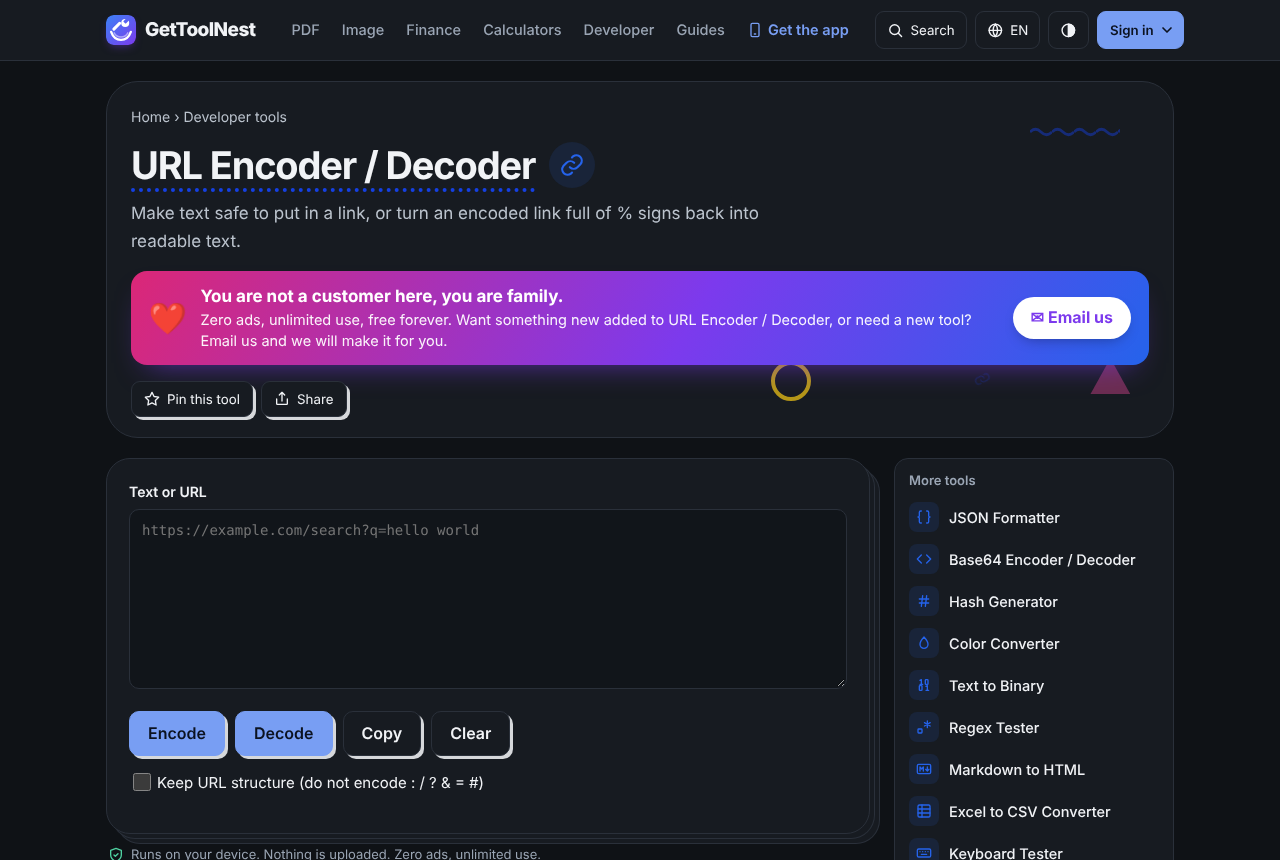 GetToolNest
PDF
Image
Finance
Calculators
Developer
Guides
Get the app
Search
EN
Sign in
Home › Developer tools
URL Encoder / Decoder
Make text safe to put in a link, or turn an encoded link full of % signs back into
readable text.
You are not a customer here, you are family.
Zero ads, unlimited use, free forever. Want something new added to URL Encoder / Decoder, or need a new tool?
Email us and we will make it for you.
✉ Email us
Pin this tool
Share
Text or URL
https://example.com/search?q=hello world
Encode
Decode
Copy
Clear
Keep URL structure (do not encode : / ? & = #)
Runs on your device. Nothing is uploaded. Zero ads, unlimited use.
More tools
JSON Formatter
Base64 Encoder / Decoder
Hash Generator
Color Converter
Text to Binary
Regex Tester
Markdown to HTML
Excel to CSV Converter
Keyboard Tester